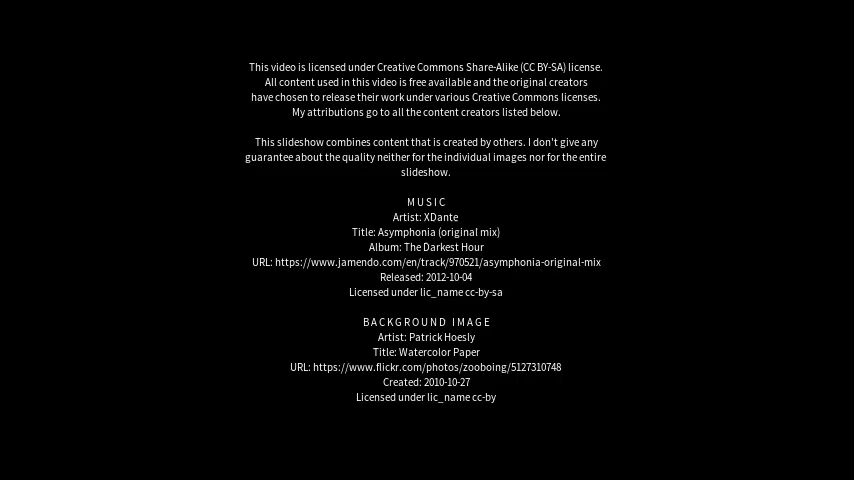 This video is licensed under Creative Commons Share-Alike (CC BY-SA) license.
All content used in this video is free available and the original creators
have chosen to release their work under various Creative Commons licenses.
My attributions go to all the content creators listed below.
This slideshow combines content that is created by others. I don't give any
guarantee about the quality neither for the individual images nor for the entire
slideshow.
MUSIC
Artist: XDante
Title: Asymphonia (original mix)
Album: The Darkest Hour
URL: https://www.jamendo.com/en/track/970521/asymphonia-original-mix
Released: 2012-10-04
Licensed under lic_name cc-by-sa
BACKGROUND IMAGE
Artist: Patrick Hoesly
Title: Watercolor Paper
URL: https://www.flickr.com/photos/zooboing/5127310748
Created: 2010-10-27
Licensed under lic_name cc-by